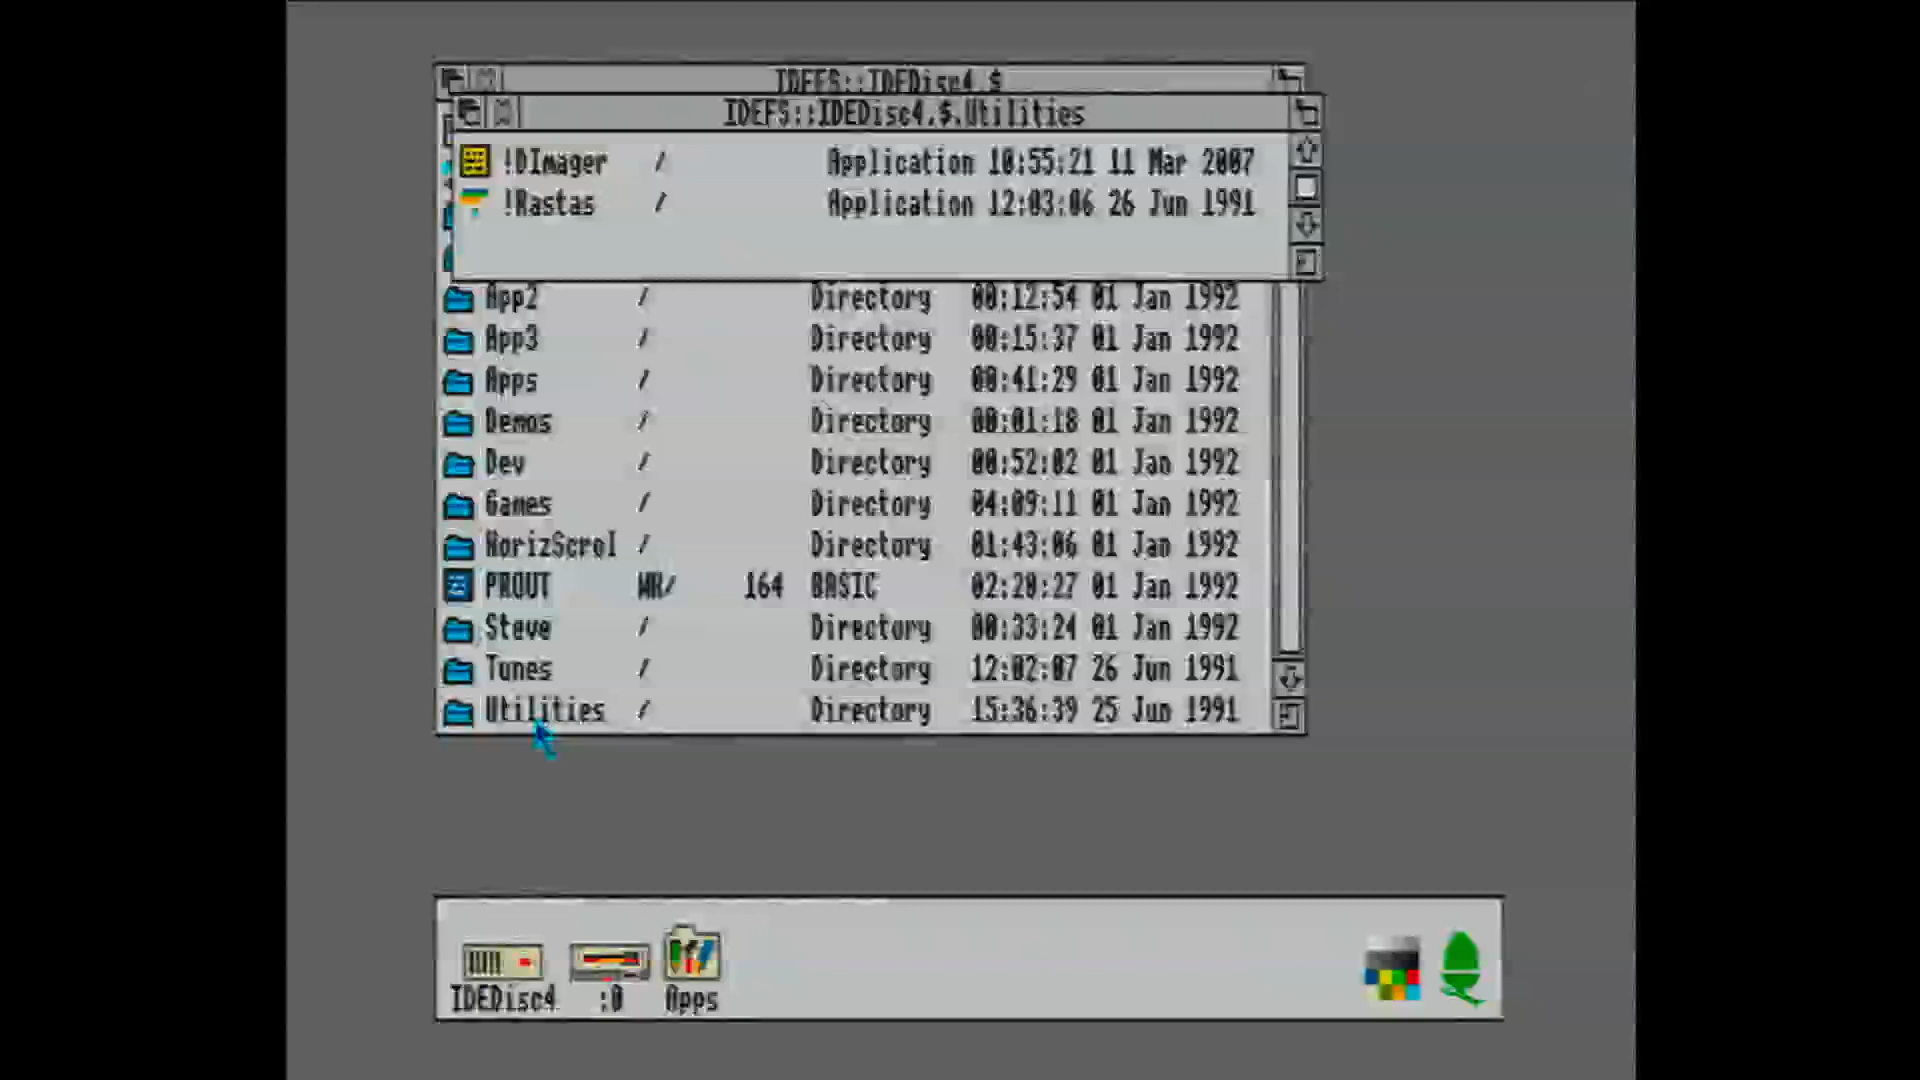 IDEFS::IDEDisc4.$
IDEFS::IDEDisc4.$.Utilities
!DImager / Application 10:55:21 11 Mar 2007
!Rastas / Application 12:03:06 26 Jun 1991
App2 / Directory 00:12:54 01 Jan 1992
App3 / Directory 00:15:37 01 Jan 1992
Apps / Directory 00:41:29 01 Jan 1992
Demos / Directory 00:01:18 01 Jan 1992
Dev / Directory 00:52:02 01 Jan 1992
Games / Directory 04:09:11 01 Jan 1992
HorizScrol / Directory 01:43:06 01 Jan 1992
PROUT WR/ 164 BASIC 02:20:27 01 Jan 1992
Steve / Directory 00:33:24 01 Jan 1992
Tunes / Directory 12:02:07 26 Jun 1991
Utilities / Directory 15:36:39 25 Jun 1991
IDEDisc4 :0 Apps